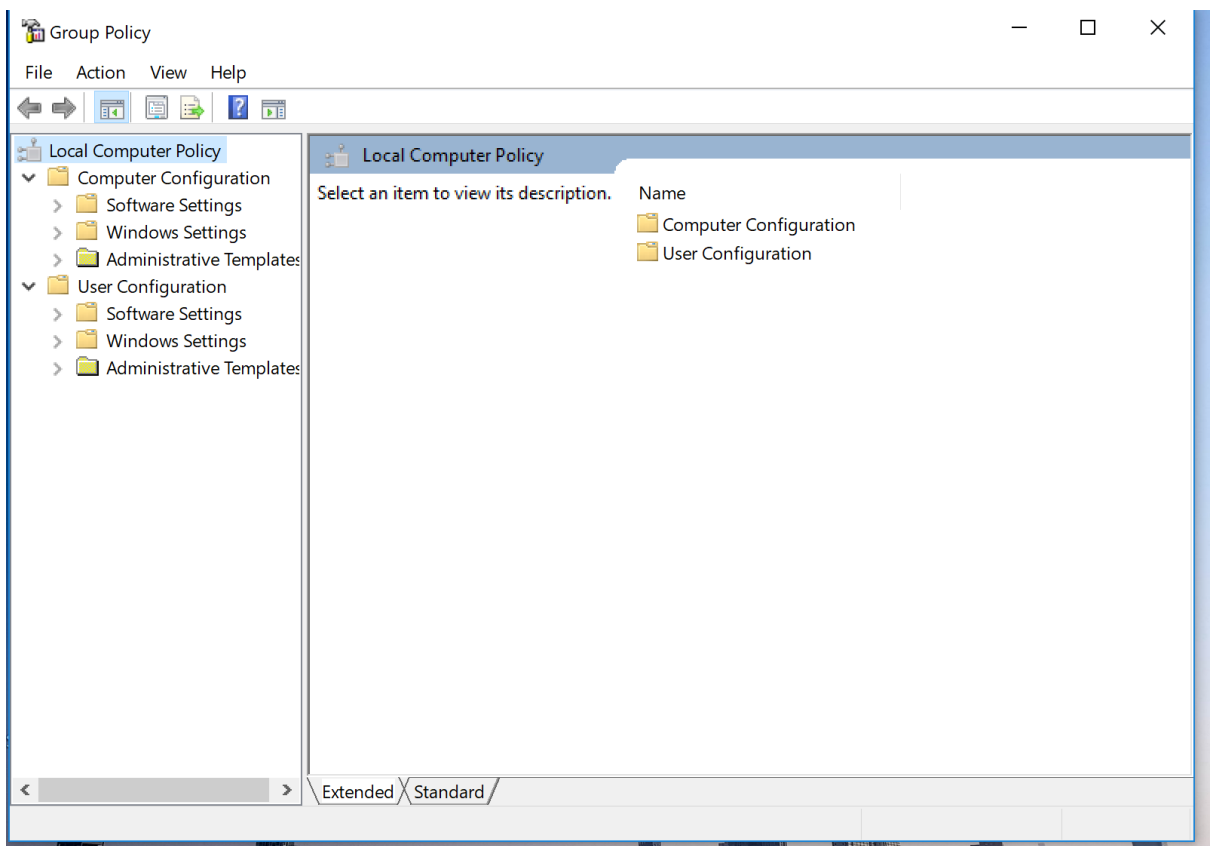 Group Policy
File Action View Help
Local Computer Policy
Computer Configuration
Software Settings
Windows Settings
Administrative Templates
User Configuration
Software Settings
Windows Settings
Administrative Templates
Local Computer Policy
Select an item to view its description.
Name
Computer Configuration
User Configuration
Extended Standard